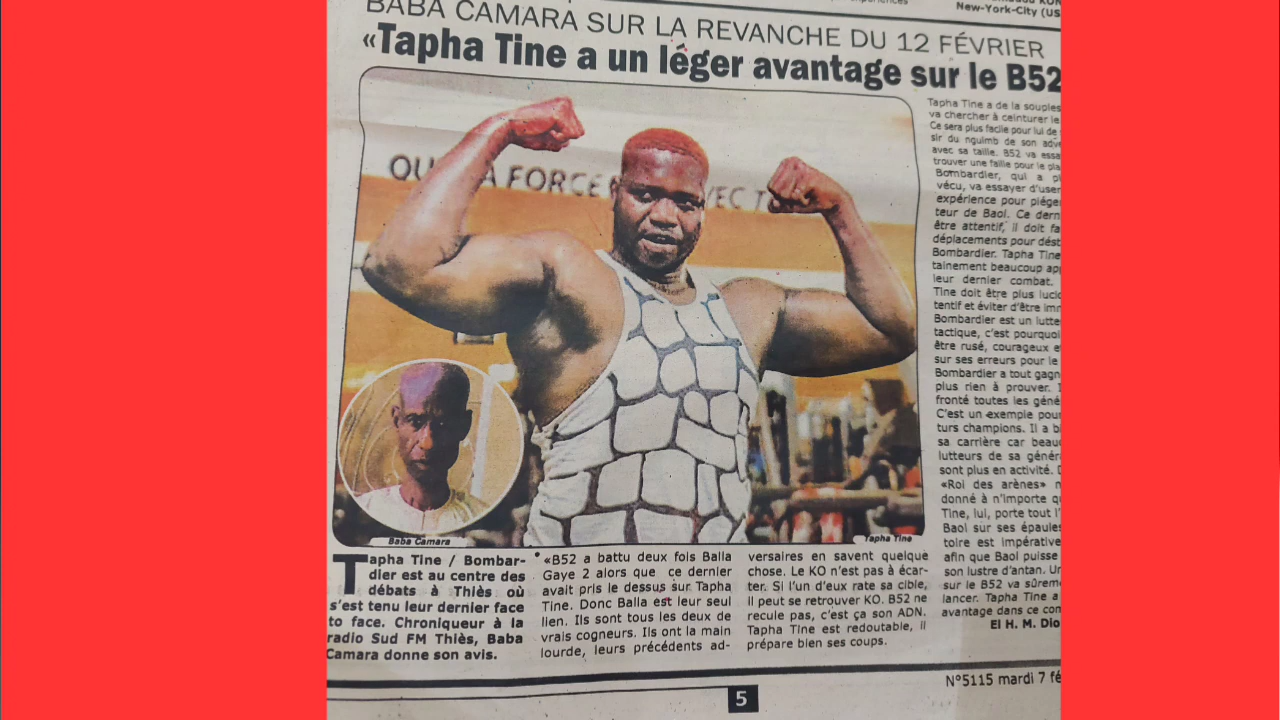 New-York-City (US
BABA CAMARA SUR LA REVANCHE DU 12 FÉVRIER
«Tapha Tine a un léger avantage sur le B52
OU LA FORCE AVEC T
Baba Camara
Tapha Tine
Tapha Tine / Bombar-
dier est au centre des
débats à Thiès où
s'est tenu leur dernier face
to face. Chroniqueur à la
radio Sud FM Thiès, Baba
Camara donne son avis.
«B52 a battu deux fois Balla
Gaye 2 alors que ce dernier
avait pris le dessus sur Tapha
Tine. Donc Balla est leur seul
lien. Ils sont tous les deux de
vrais cogneurs. Ils ont la main
lourde, leurs précédents ad-
versaires en savent quelque
chose. Le KO n'est pas à écar-
ter. Si l'un d'eux rate sa cible,
il peut se retrouver KO. B52 ne
recule pas, c'est ça son ADN.
Tapha Tine est redoutable, il
prépare bien ses coups.
Tapha Tine a de la souples
va chercher à ceinturer le
Ce sera plus facile pour lui de
sir du nguimb de son adve
avec sa taille. B52 va essa
trouver une faille pour le pla
Bombardier, qui a pl
vécu, va essayer d'user
expérience pour piége
teur de Baol. Ce dern
être attentif, il doit fa
déplacements pour dést
Bombardier. Tapha Tine
tainement beaucoup app
leur dernier combat.
Tine doit être plus lucid
tentif et éviter d'être imm
Bombardier est un lutte
tactique, c'est pourquoi
être rusé, courageux e
sur ses erreurs pour le
Bombardier a tout gagn
plus rien à prouver. I
fronté toutes les géné
C'est un exemple pour
turs champions. Il a b
sa carrière car beau
lutteurs de sa généra
sont plus en activité. D
«Roi des arènes» n
donné à n'importe qu
Tine, lui, porte tout l'
Baol sur ses épaules
toire est impérative
afin que Baol puisse
son lustre d'antan. Un
sur le B52 va sûrem
lancer. Tapha Tine a
avantage dans ce com
El H. M. Dio
N°5115 mardi 7 fé
5